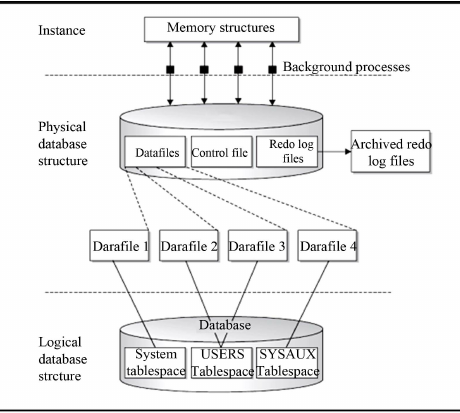 Instance
Memory structures
Background processes
Physical
database
structure
Datafiles
Control file
Redo log
files
Archived redo
log files
Darafile 1
Darafile 2
Darafile 3
Darafile 4
Database
Logical
database
strcture
System
tablespace
USERS
Tablespace
SYSAUX
Tablespace